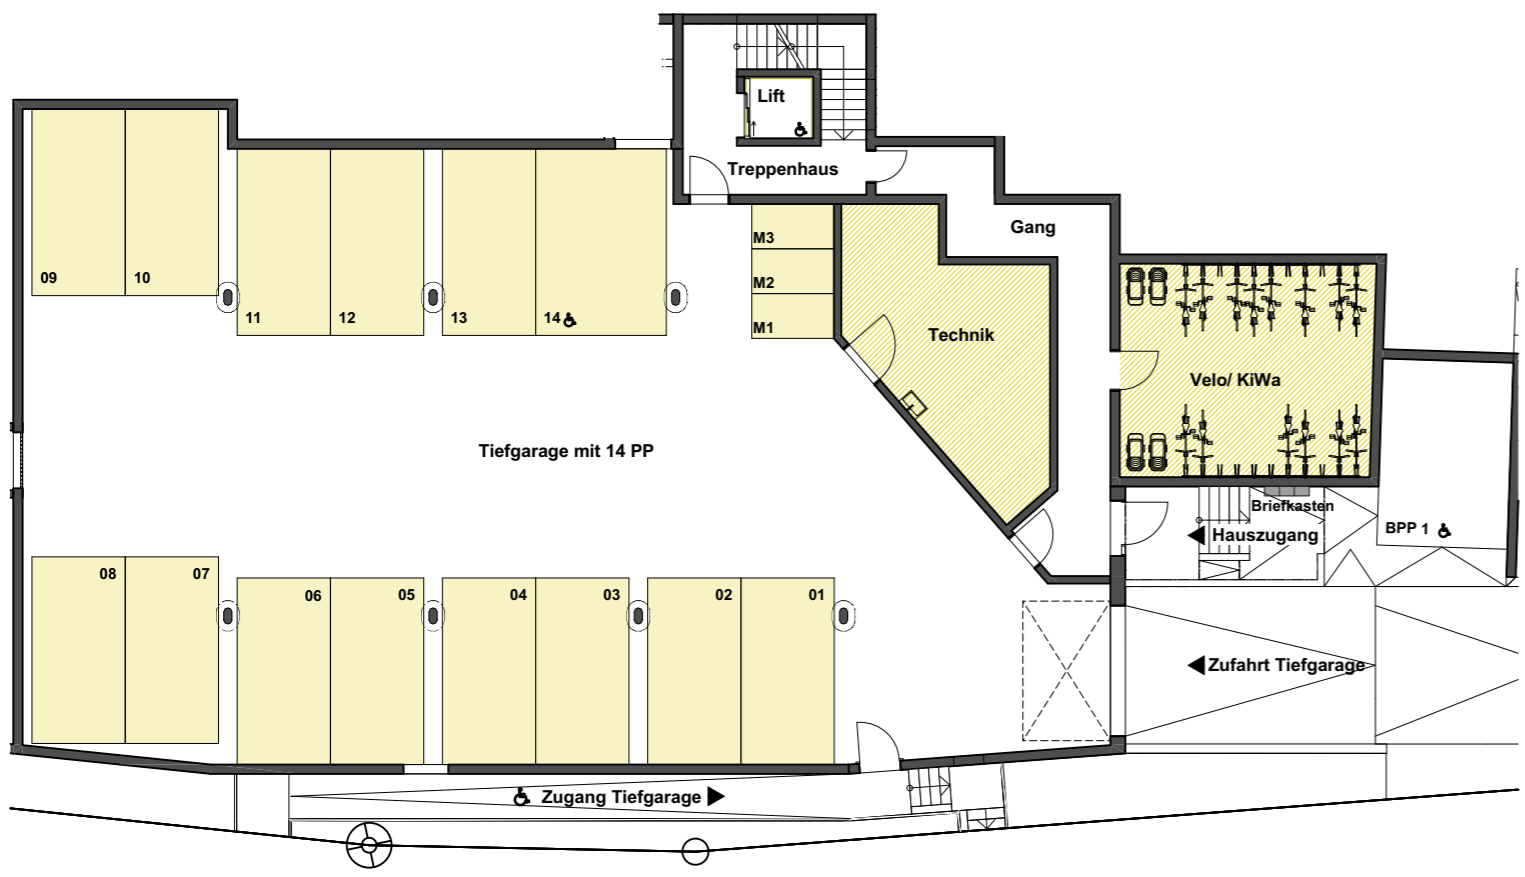 Lift
Treppenhaus
Gang
M3
M2
M1
09
10
11
12
13
14
Technik
Velo/ KiWa
Tiefgarage mit 14 PP
Briefkasten
Hauszugang
BPP 1
08
07
06
05
04
03
02
01
Zufahrt Tiefgarage
Zugang Tiefgarage